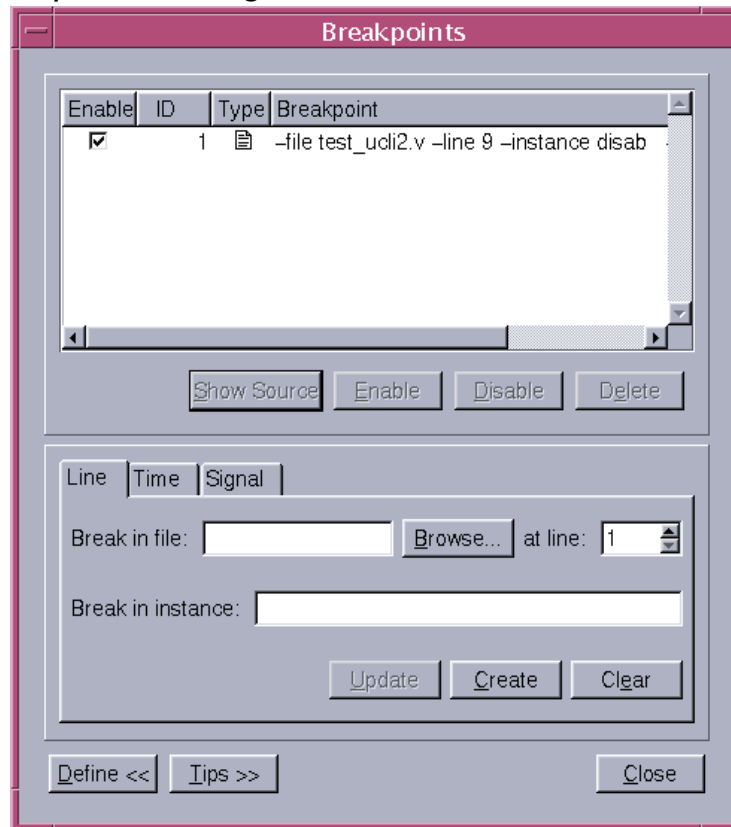 Breakpoints
Enable ID Type Breakpoint
1 –file test_ucli2.v –line 9 –instance disab
Show Source Enable Disable Delete
Line Time Signal
Break in file: Browse... at line: 1
Break in instance:
Update Create Clear
Define << Tips >> Close